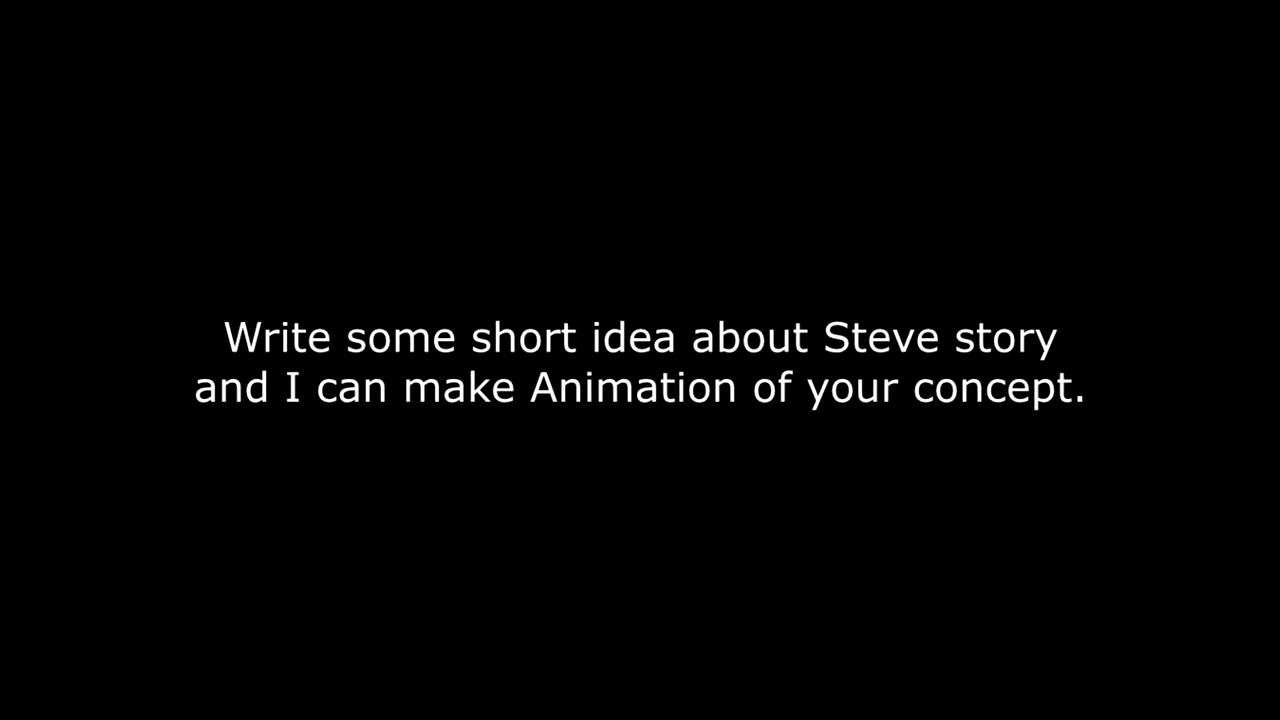 Write some short idea about Steve story
and I can make Animation of your concept.